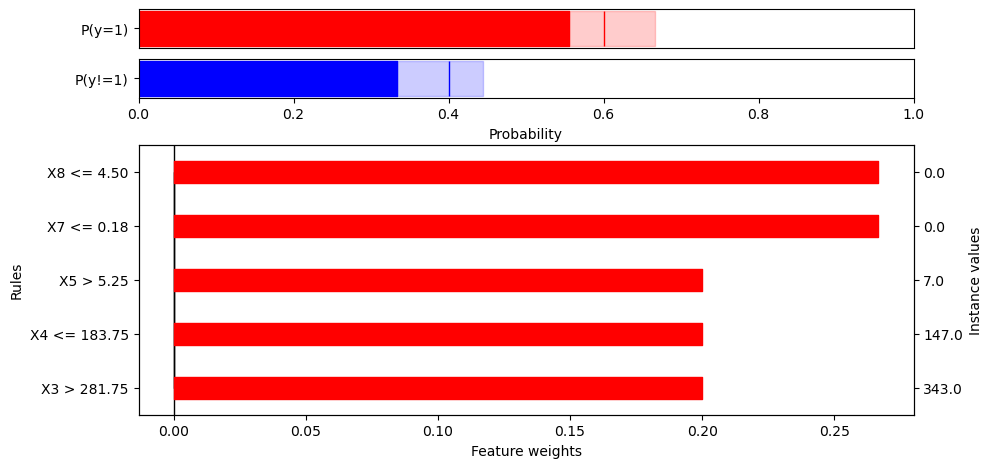 P(y=1)
P(y!=1)
0.0 0.2 0.4 0.6 0.8 1.0
Probability
X8 <= 4.50 0.0
X7 <= 0.18 0.0
X5 > 5.25 7.0
X4 <= 183.75 147.0
X3 > 281.75 343.0
Rules
Instance values
0.00 0.05 0.10 0.15 0.20 0.25
Feature weights